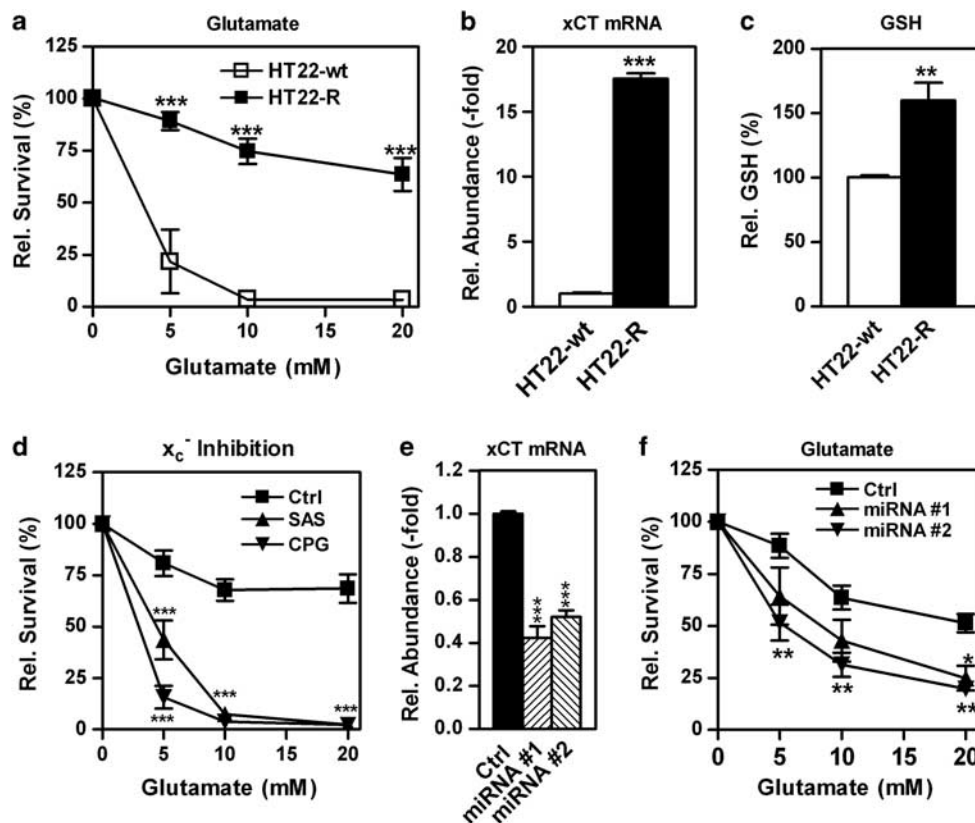 a
Glutamate
Rel. Survival (%)
125
100
75
50
25
0
HT22-wt
HT22-R
***
***
***
0 5 10 15 20
Glutamate (mM)
b
xCT mRNA
Rel. Abundance (-fold)
20
15
10
5
0
***
HT22-wt
HT22-R
c
GSH
Rel. GSH (%)
200
150
100
50
0
**
HT22-wt
HT22-R
d
xc- Inhibition
Rel. Survival (%)
125
100
75
50
25
0
Ctrl
SAS
CPG
***
***
***
***
0 5 10 15 20
Glutamate (mM)
e
xCT mRNA
Rel. Abundance (-fold)
1.2
1.0
0.8
0.6
0.4
0.2
0.0
***
***
Ctrl
miRNA #1
miRNA #2
f
Glutamate
Rel. Survival (%)
125
100
75
50
25
0
Ctrl
miRNA #1
miRNA #2
**
**
*
**
0 5 10 15 20
Glutamate (mM)